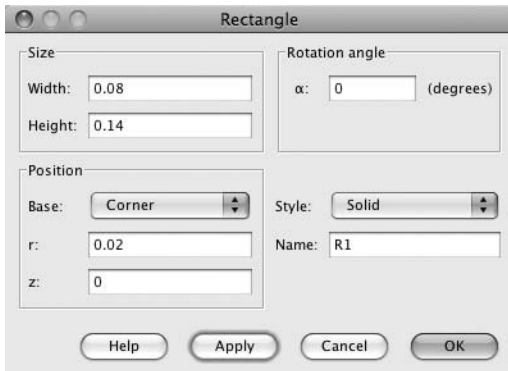 Rectangle
Size
Width: 0.08
Height: 0.14
Rotation angle
α: 0 (degrees)
Position
Base: Corner
r: 0.02
z: 0
Style: Solid
Name: R1
Help Apply Cancel OK